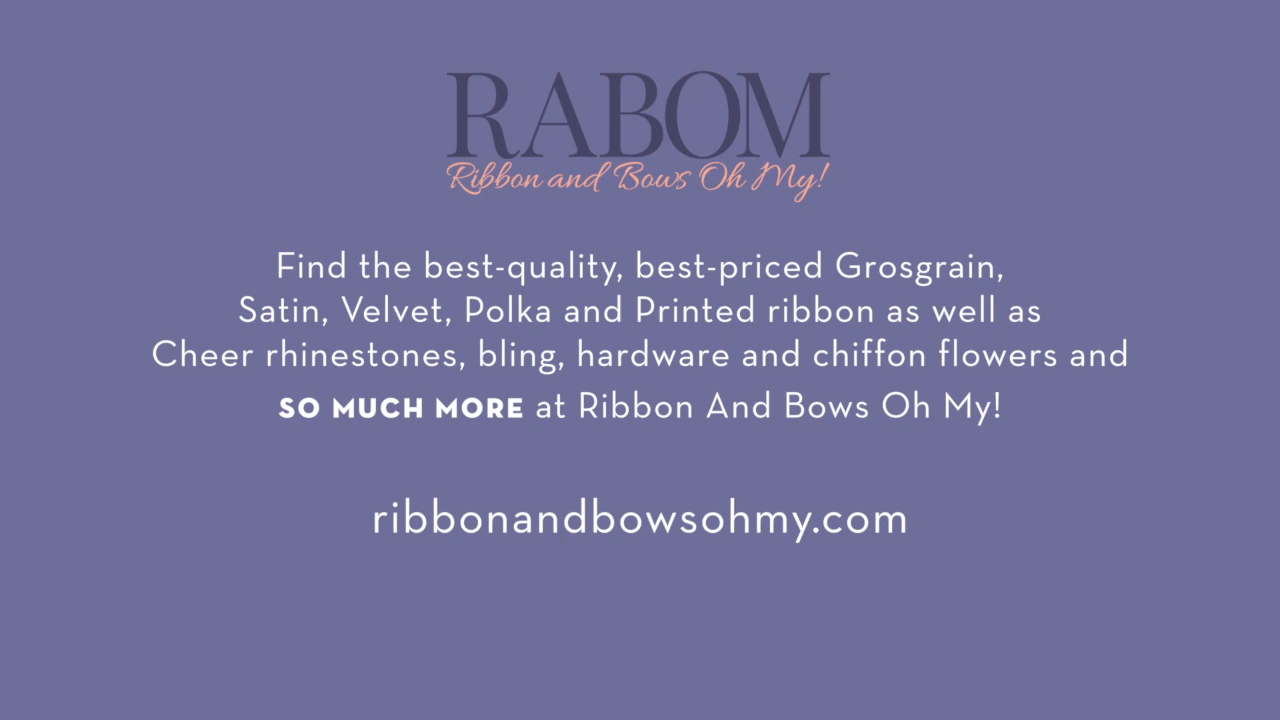 RABOM
Ribbon and Bows Oh My!
Find the best-quality, best-priced Grosgrain,
Satin, Velvet, Polka and Printed ribbon as well as
Cheer rhinestones, bling, hardware and chiffon flowers and
SO MUCH MORE at Ribbon And Bows Oh My!
ribbonandbowsohmy.com